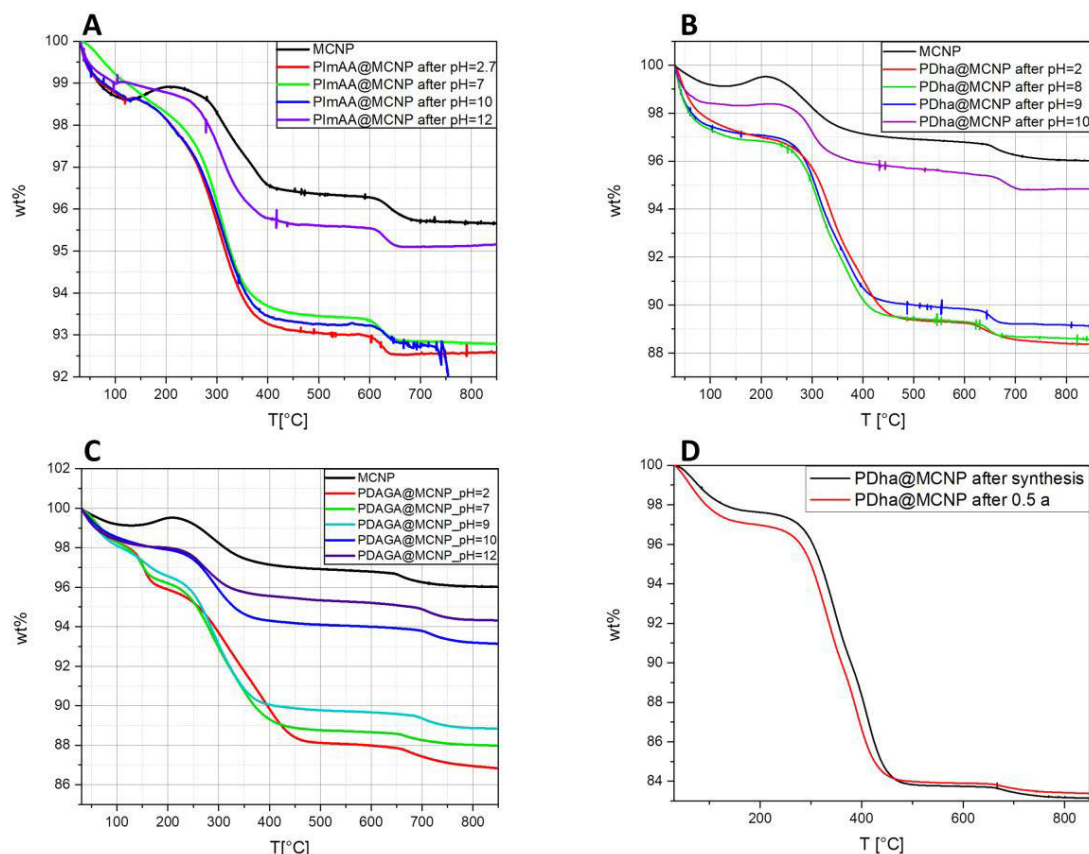 A
MCNP
PImAA@MCNP after pH=2.7
PImAA@MCNP after pH=7
PImAA@MCNP after pH=10
PImAA@MCNP after pH=12
wt%
100
99
98
97
96
95
94
93
92
100 200 300 400 500 600 700 800
T[°C]
B
MCNP
PDha@MCNP after pH=2
PDha@MCNP after pH=8
PDha@MCNP after pH=9
PDha@MCNP after pH=10
wt%
100
98
96
94
92
90
88
100 200 300 400 500 600 700 800
T [°C]
C
MCNP
PDAGA@MCNP_pH=2
PDAGA@MCNP_pH=7
PDAGA@MCNP_pH=9
PDAGA@MCNP_pH=10
PDAGA@MCNP_pH=12
wt%
102
100
98
96
94
92
90
88
86
100 200 300 400 500 600 700 800
T[°C]
D
PDha@MCNP after synthesis
PDha@MCNP after 0.5 a
wt%
100
98
96
94
92
90
88
86
84
200 400 600 800
T [°C]